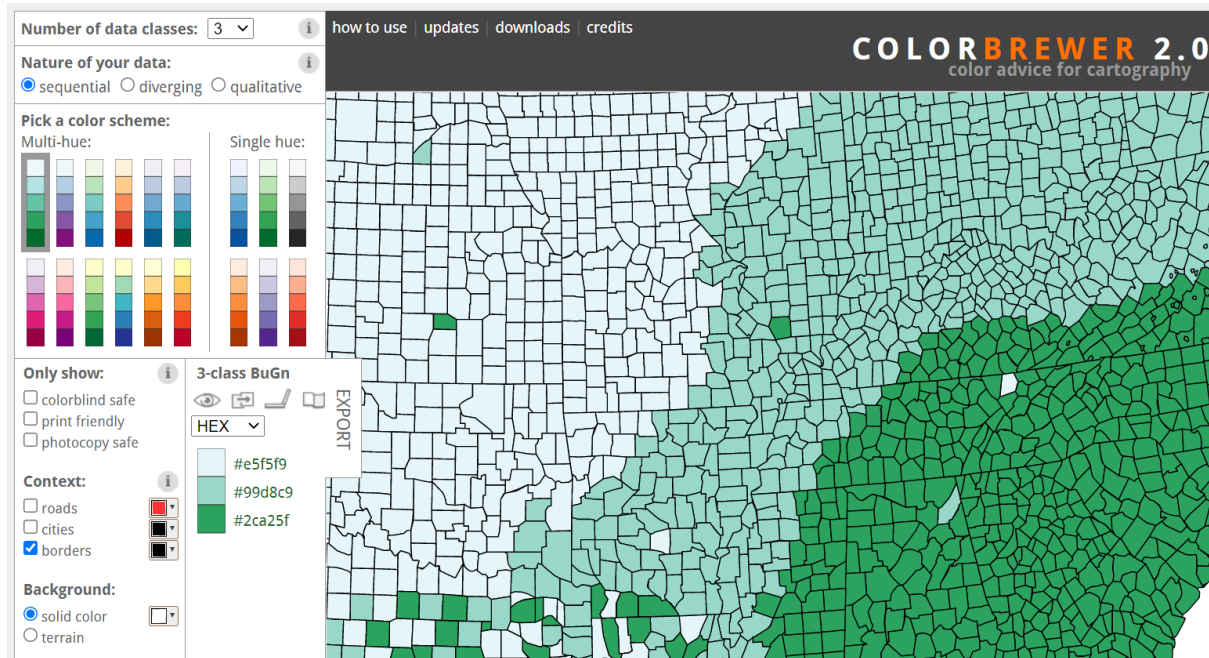 Number of data classes: 3 i
how to use | updates | downloads | credits
COLORBREWER 2.0
color advice for cartography
Nature of your data: i
sequential diverging qualitative
Pick a color scheme:
Multi-hue: Single hue:
Only show: i
colorblind safe
print friendly
photocopy safe
Context: i
roads
cities
borders
Background:
solid color
terrain
3-class BuGn
HEX
#e5f5f9
#99d8c9
#2ca25f
EXPORT